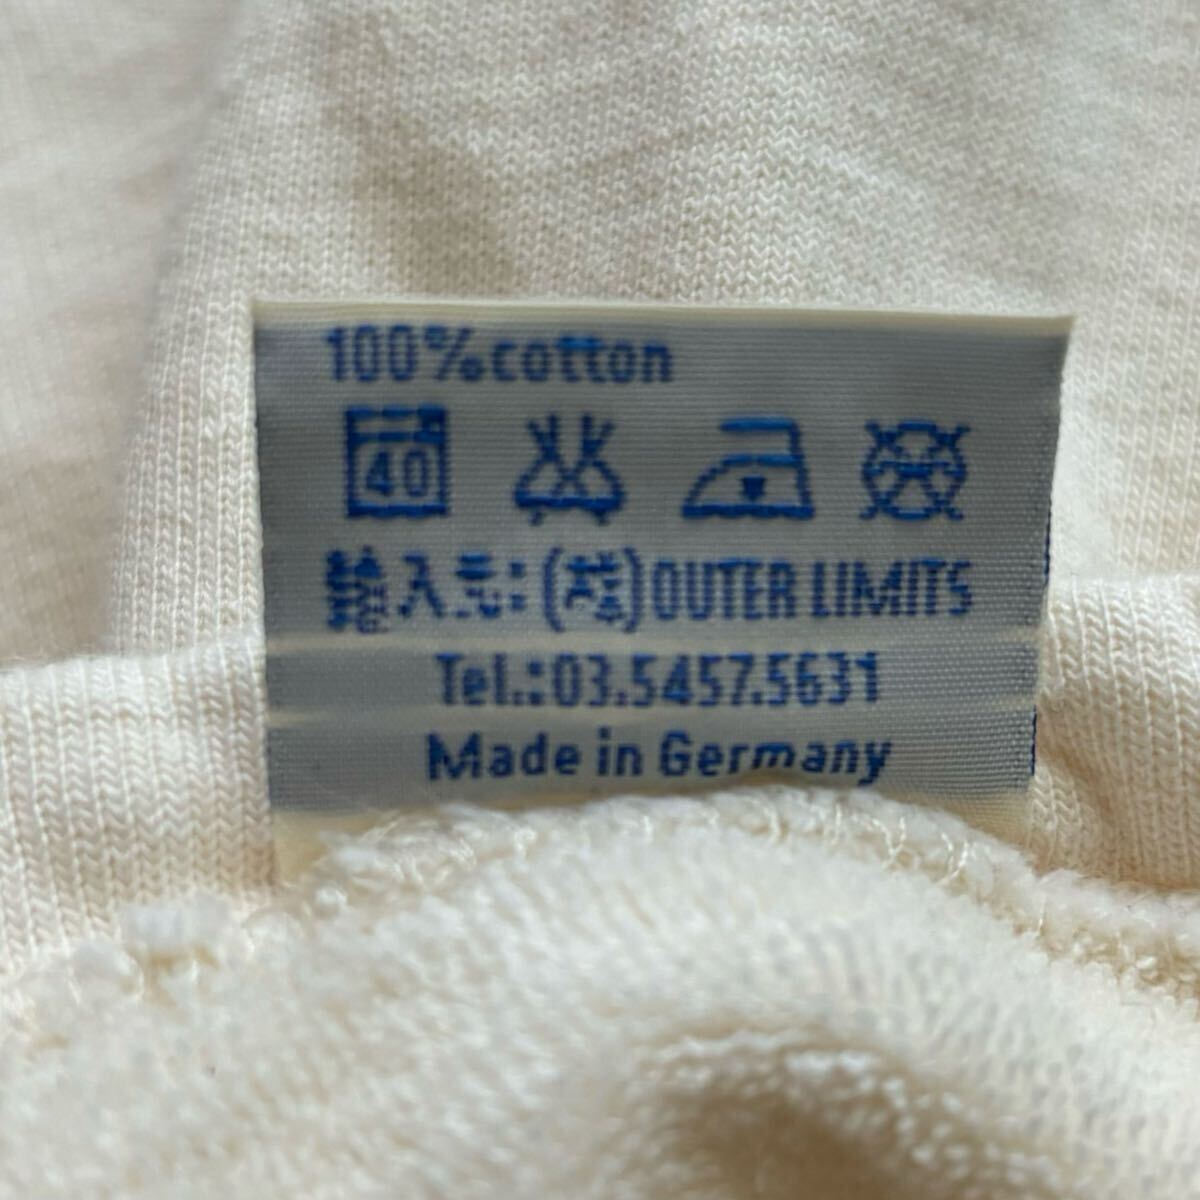 100%cotton
40
輸入元:(株)OUTER LIMITS
Tel.:03.5457.5631
Made in Germany